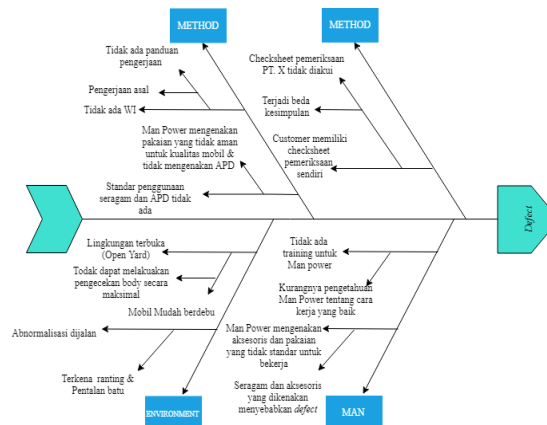 METHOD
METHOD
Tidak ada panduan
pengerjaan
Pengerjaan asal
Tidak ada WI
Man Power mengenakan
pakaian yang tidak aman
untuk kualitas mobil &
tidak mengenakan APD
Standar penggunaan
seragam dan APD tidak
ada
Checksheet pemeriksaan
PT. X tidak diakui
Terjadi beda
kesimpulan
Customer memiliki
checksheet
pemeriksaan
sendiri
Defect
Lingkungan terbuka
(Open Yard)
Todak dapat melakuakan
pengecekan body secara
maksimal
Mobil Mudah berdebu
Abnormalisasi dijalan
Terkena ranting &
Pentalan batu
Tidak ada
training untuk
Man power
Kurangnya pengetahuan
Man Power tentang cara
kerja yang baik
Man Power mengenakan
aksesoris dan pakaian
yang tidak standar untuk
bekerja
Seragam dan aksesoris
yang dikenakan
menyebabkan defect
ENVIRONMENT
MAN